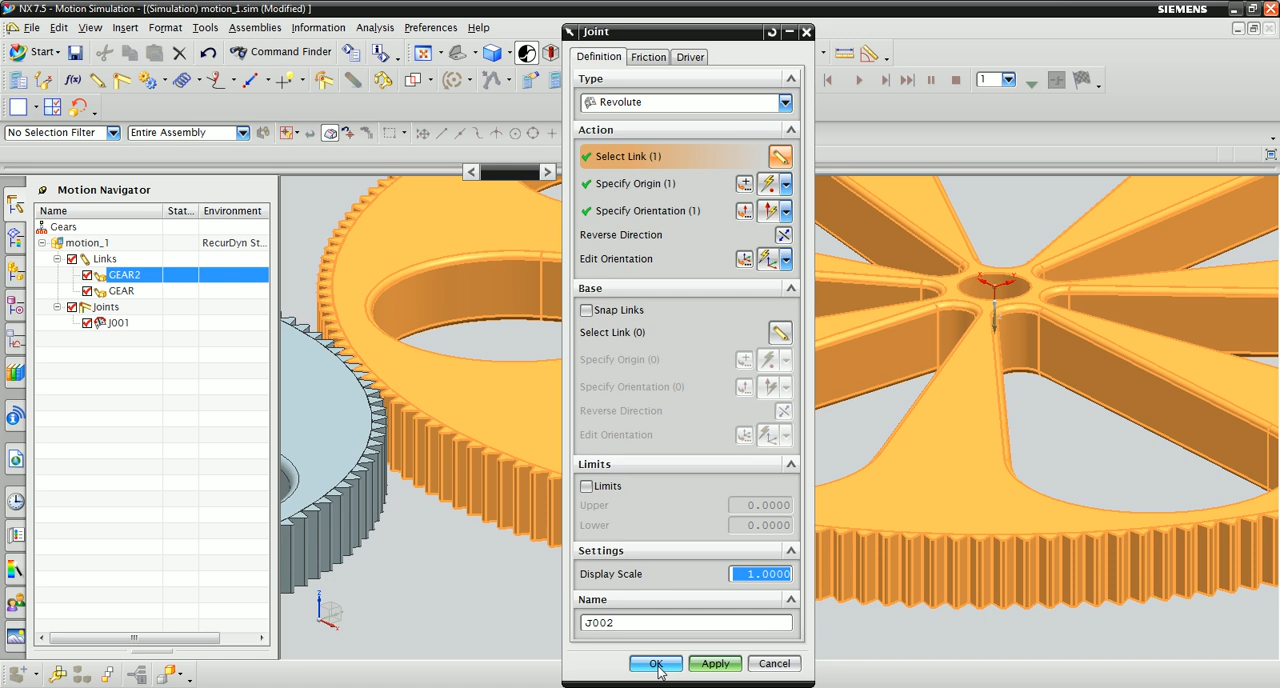 NX 7.5 - Motion Simulation - [(Simulation) motion_1.sim (Modified) ]
SIEMENS
File Edit View Insert Format Tools Assemblies Information Analysis Preferences Help
Start
Command Finder
1
No Selection Filter
Entire Assembly
Motion Navigator
Name Stat... Environment
Gears
motion_1 RecurDyn St...
Links
GEAR2
GEAR
Joints
J001
Joint
Definition Friction Driver
Type
Revolute
Action
Select Link (1)
Specify Origin (1)
Specify Orientation (1)
Reverse Direction
Edit Orientation
Base
Snap Links
Select Link (0)
Specify Origin (0)
Specify Orientation (0)
Reverse Direction
Edit Orientation
Limits
Limits
Upper 0.0000
Lower 0.0000
Settings
Display Scale 1.0000
Name
J002
OK Apply Cancel